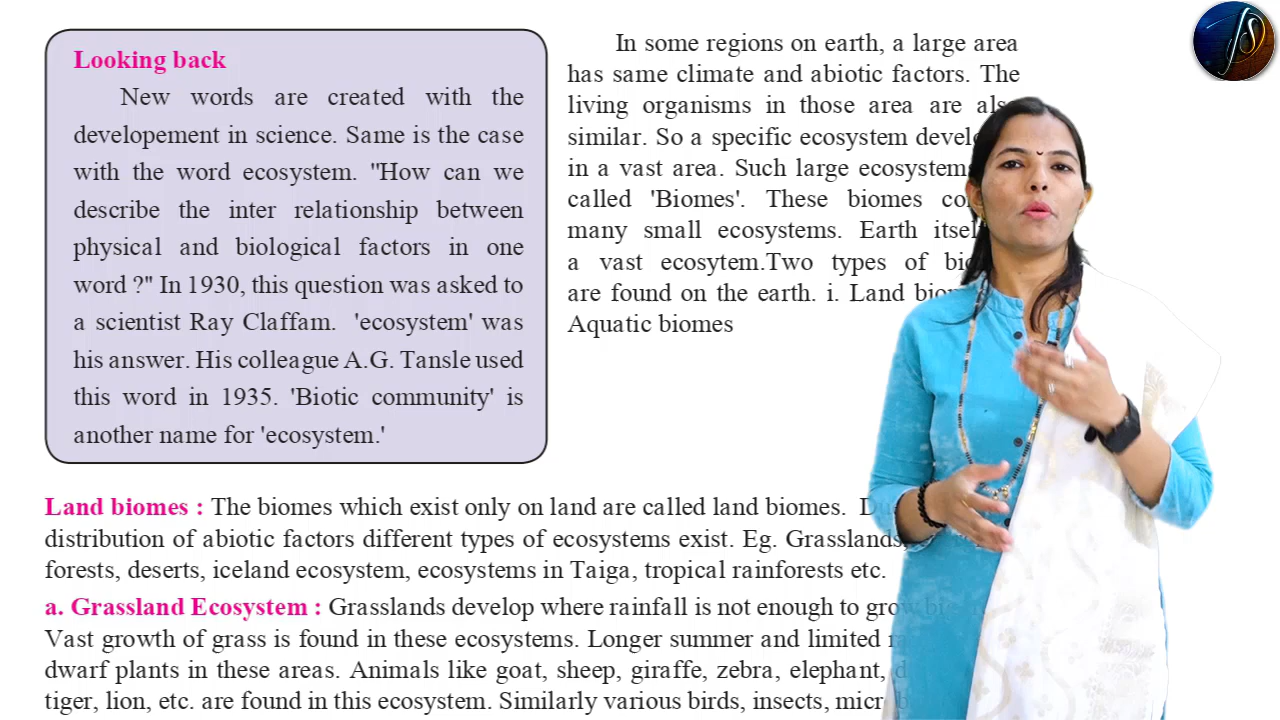 Looking back
New words are created with the
developement in science. Same is the case
with the word ecosystem. "How can we
describe the inter relationship between
physical and biological factors in one
word ?" In 1930, this question was asked to
a scientist Ray Claffam. 'ecosystem' was
his answer. His colleague A.G. Tansle used
this word in 1935. 'Biotic community' is
another name for 'ecosystem.'
In some regions on earth, a large area
has same climate and abiotic factors. The
living organisms in those area are
similar. So a specific ecosystem
in a vast area. Such large ecosystems
called 'Biomes'. These biomes
many small ecosystems. Earth
a vast ecosytem.Two types of
are found on the earth. i. Land
Aquatic biomes
Land biomes : The biomes which exist only on land are called land biomes.
distribution of abiotic factors different types of ecosystems exist. Eg. Grasslands,
forests, deserts, iceland ecosystem, ecosystems in Taiga, tropical rainforests etc.
a. Grassland Ecosystem : Grasslands develop where rainfall is not enough to grow
Vast growth of grass is found in these ecosystems. Longer summer and limited
dwarf plants in these areas. Animals like goat, sheep, giraffe, zebra, elephant,
tiger, lion, etc. are found in this ecosystem. Similarly various birds, insects,